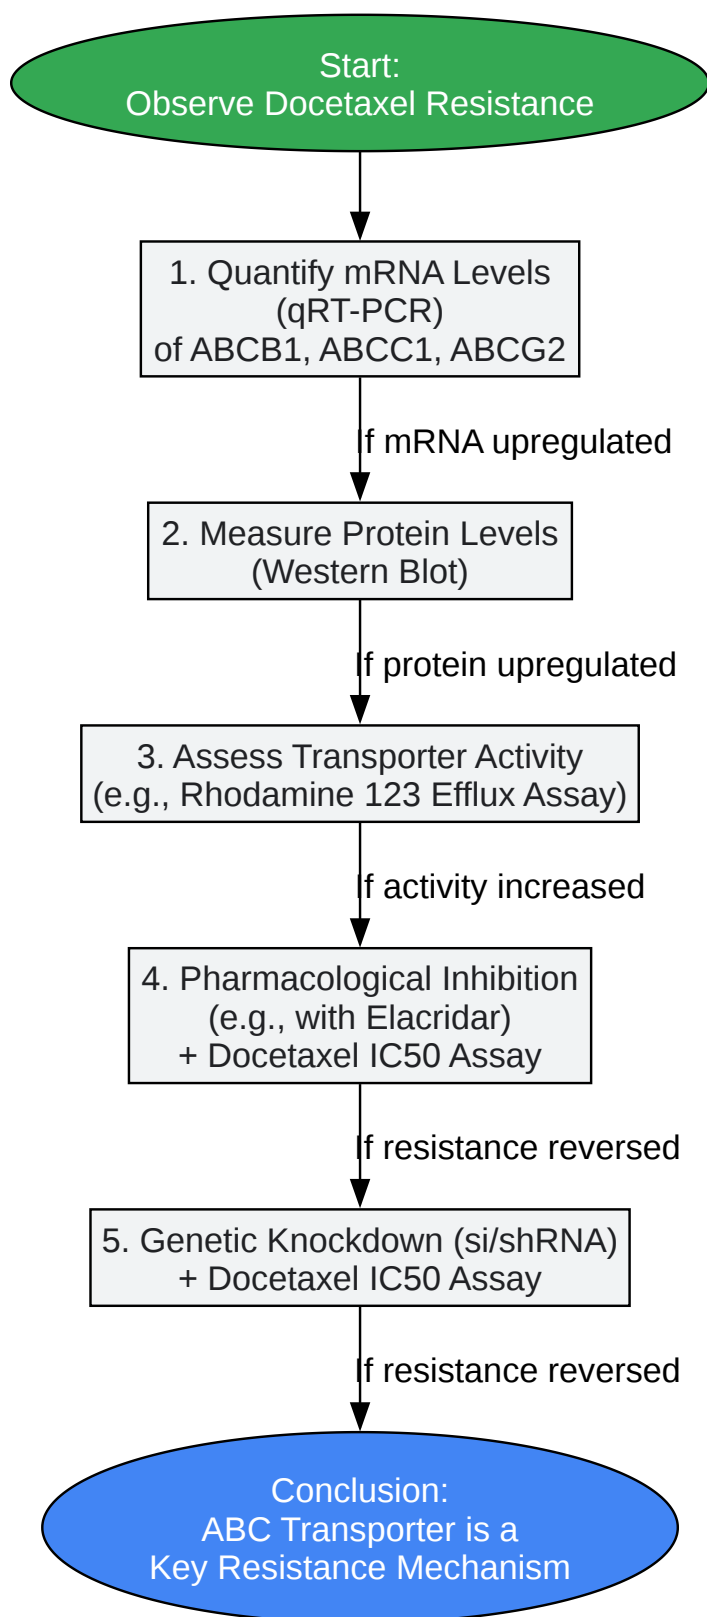 Start:
Observe Docetaxel Resistance
1. Quantify mRNA Levels
(qRT-PCR)
of ABCB1, ABCC1, ABCG2
If mRNA upregulated
2. Measure Protein Levels
(Western Blot)
If protein upregulated
3. Assess Transporter Activity
(e.g., Rhodamine 123 Efflux Assay)
If activity increased
4. Pharmacological Inhibition
(e.g., with Elacridar)
+ Docetaxel IC50 Assay
If resistance reversed
5. Genetic Knockdown (si/shRNA)
+ Docetaxel IC50 Assay
If resistance reversed
Conclusion:
ABC Transporter is a
Key Resistance Mechanism